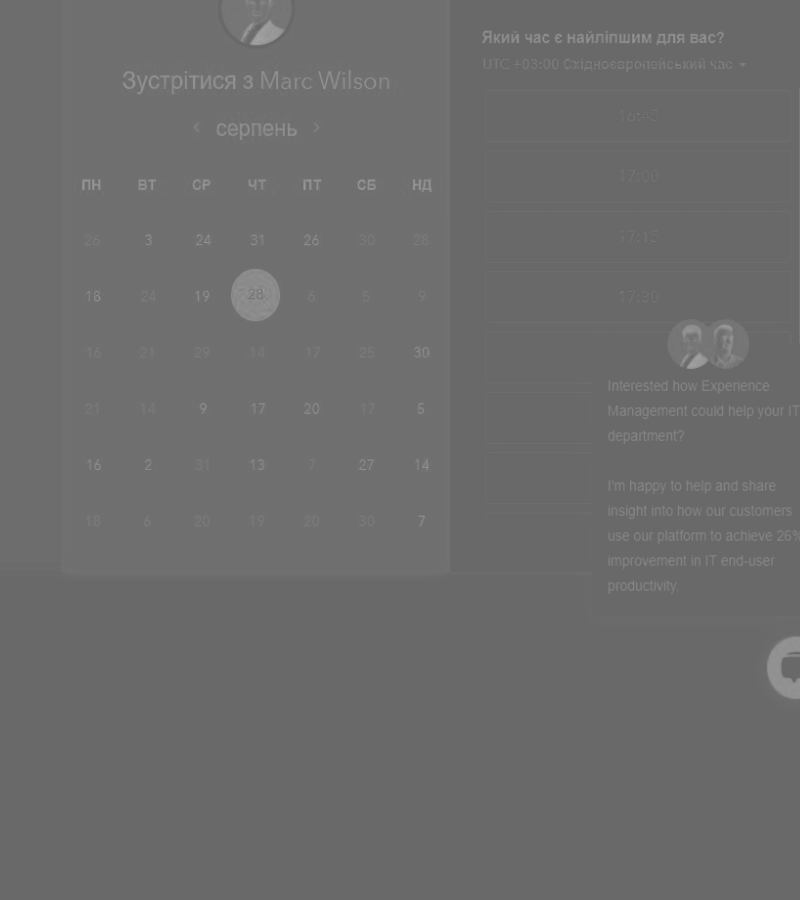 Зустрітися з Marc Wilson
серпень
ПН ВТ СР ЧТ ПТ СБ НД
26 3 24 31 26 30 28
18 24 19 28 6 5 9
16 21 29 14 17 25 30
21 14 9 17 20 17 5
16 2 31 13 7 27 14
18 6 20 19 20 30 7
Який час є найліпшим для вас?
UTC +03:00 Східноєвропейський час
16:45
17:00
17:15
17:30
Interested how Experience
Management could help your IT
department?
I'm happy to help and share
insight into how our customers
use our platform to achieve 26%
improvement in IT end-user
productivity.